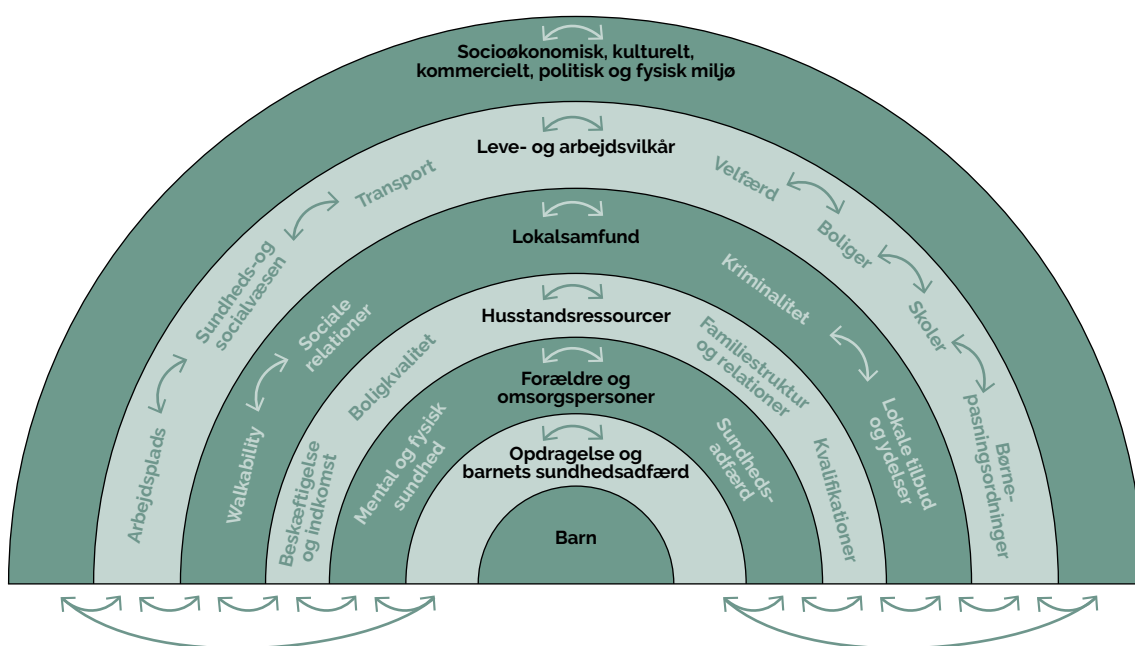 Socioøkonomisk, kulturelt,
kommercielt, politisk og fysisk miljø
Leve- og arbejdsvilkår
Arbejdsplads
Sundheds-og
socialvæsen
Transport
Velfærd
Boliger
Skoler
Børne-
pasningsordninger
Lokalsamfund
Walkability
Sociale
relationer
Kriminalitet
Lokale tilbud
og ydelser
Husstandsressourcer
Beskæftigelse
og indkomst
Boligkvalitet
Familiestruktur
og relationer
Kvalifikationer
Forældre og
omsorgspersoner
Mental og fysisk
sundhed
Sundheds-
adfærd
Opdragelse og
barnets sundhedsadfærd
Barn